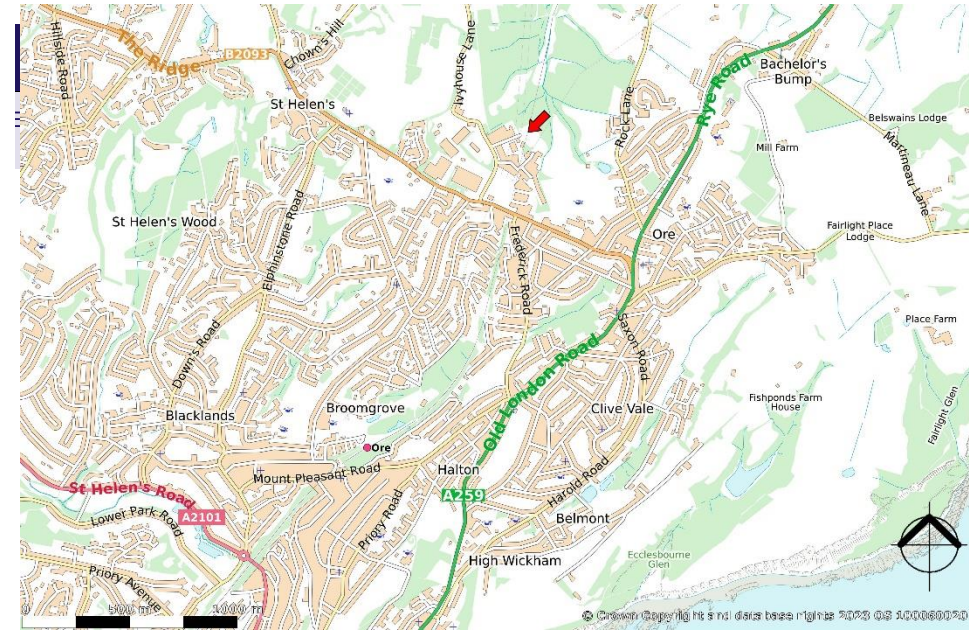 Hillside Road
The Ridge
B2093
Chown's Hill
Ivyhouse Lane
Rock Lane
Rye Road
Bachelor's
Bump
St Helen's
Belswains Lodge
Mill Farm
Martineau Lane
St Helen's Wood
Elphinstone Road
Frederick Road
Ore
Fairlight Place
Lodge
Down's Road
Old London Road
Saxon Road
Place Farm
Blacklands
Broomgrove
Clive Vale
Fishponds Farm
House
Fairlight Glen
Ore
Mount Pleasant Road
Halton
St Helen's Road
A2101
A259
Harold Road
Lower Park Road
Priory Road
Belmont
High Wickham
Ecclesbourne
Glen
Priory Avenue
0 500 m 1000 m
© Crown Copyright and database rights 2023 OS 100060020